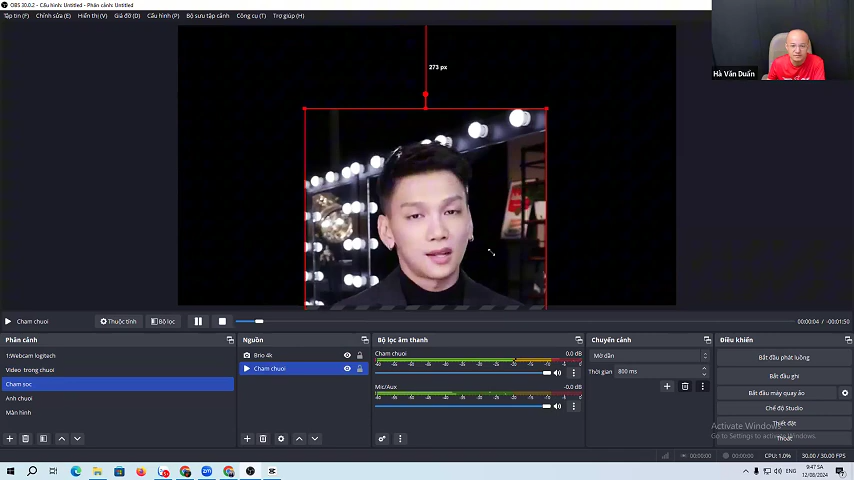 OBS 30.0.2 - Cấu hình: Untitled - Phân cảnh: Untitled
Tập tin (F) Chỉnh sửa (E) Hiển thị (V) Giá đỡ (D) Cấu hình (P) Bộ sưu tập cảnh Công cụ (T) Trợ giúp (H)
Hà Văn Duẩn
273 px
Cham chuoi
Thuộc tính
Bộ lọc
00:00:04 / -00:01:50
Phân cảnh
Nguồn
Bộ lọc âm thanh
Chuyển cảnh
Điều khiển
1:Webcam logitech
Video trong chuoi
Cham soc
Anh chuoi
Màn hình
Brio 4k
Cham chuoi
Cham chuoi 0.0 dB
Mic/Aux -0.0 dB
Mờ dần
Thời gian 800 ms
Bắt đầu phát luồng
Bắt đầu ghi
Bắt đầu máy quay ảo
Chế độ Studio
Thiết đặt
Thoát
Activate Windows
Go to Settings to activate Windows.
00:00:00
00:00:00
CPU: 1.0%
30.00 / 30.00 FPS
ENG
9:47 SA
12/08/2024